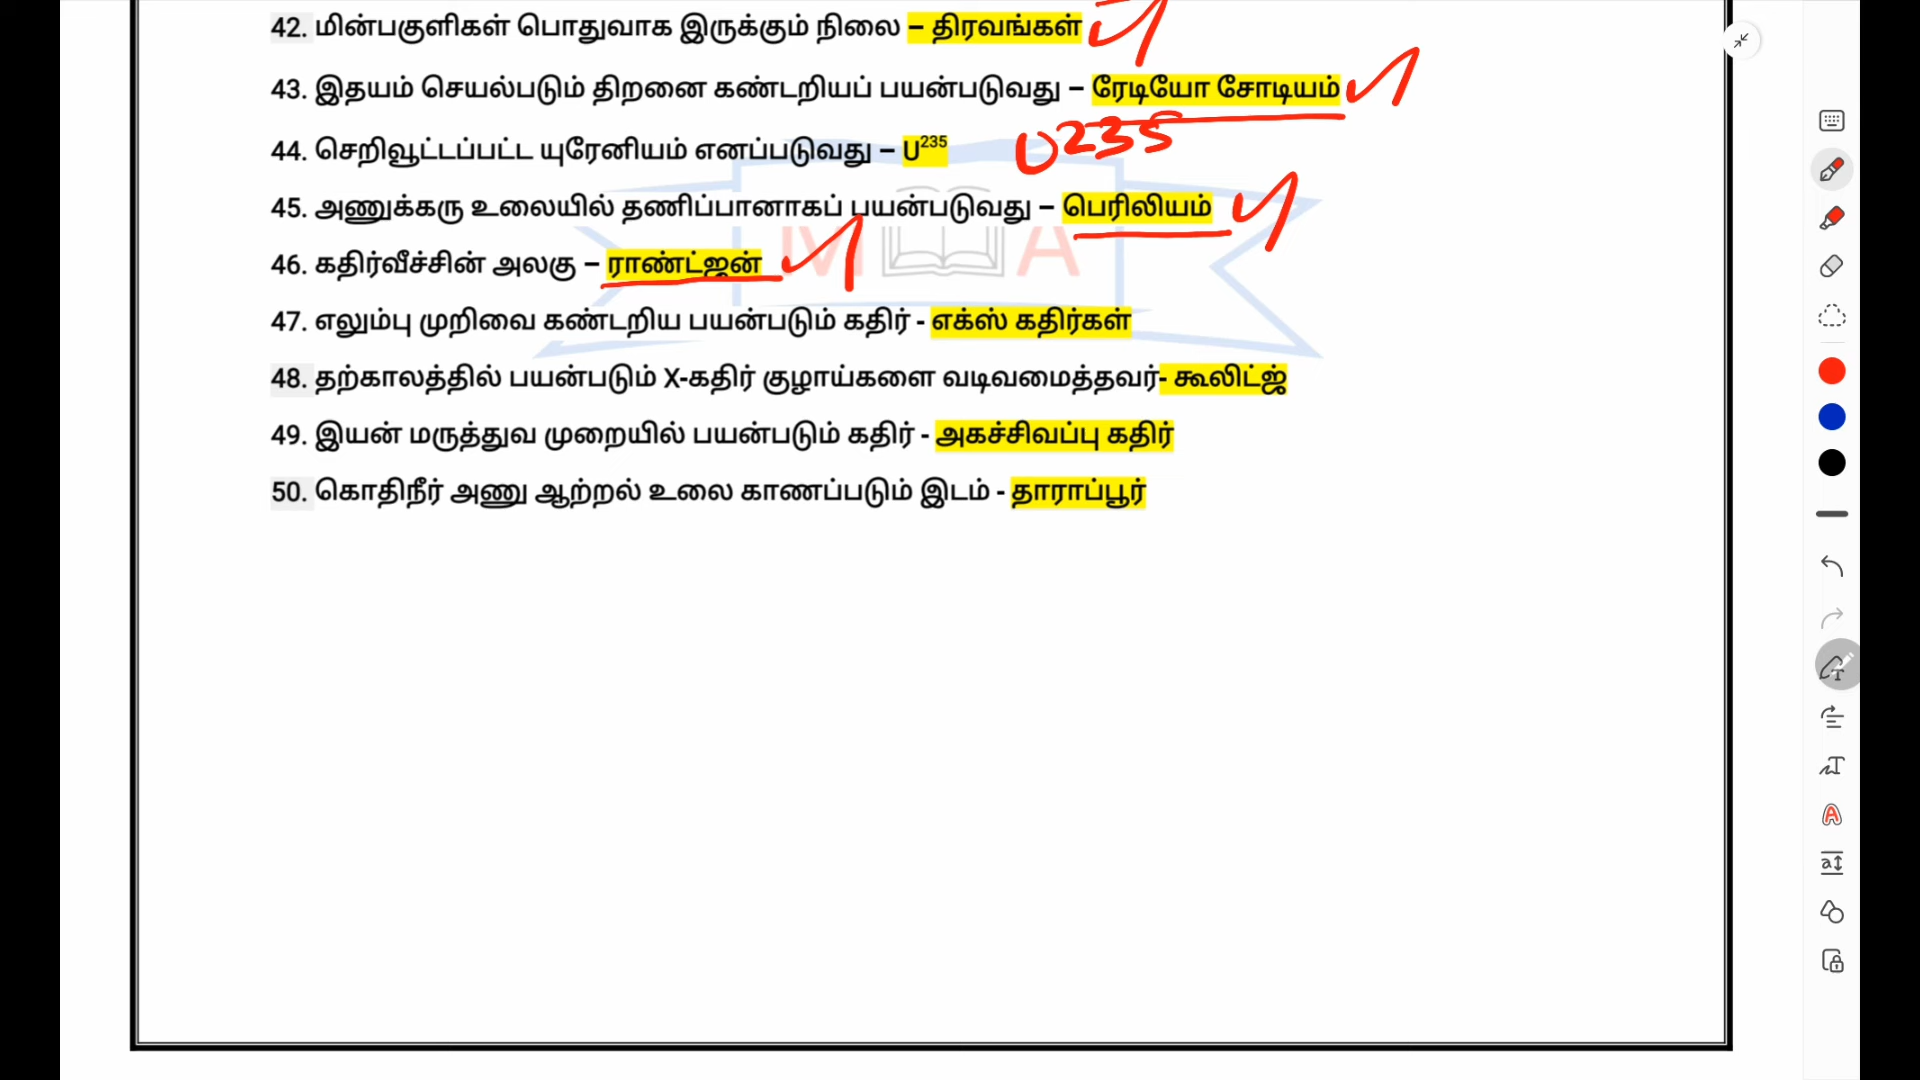 42. மின்பகுளிகள் பொதுவாக இருக்கும் நிலை – திரவங்கள்
43. இதயம் செயல்படும் திறனை கண்டறியப் பயன்படுவது – ரேடியோ சோடியம்
44. செறிவூட்டப்பட்ட யுரேனியம் எனப்படுவது – U²³⁵ U²³⁵
45. அணுக்கரு உலையில் தணிப்பானாகப் பயன்படுவது – பெரிலியம்
M A
46. கதிர்வீச்சின் அலகு – ராண்ட்ஜன்
47. எலும்பு முறிவை கண்டறிய பயன்படும் கதிர் - எக்ஸ் கதிர்கள்
48. தற்காலத்தில் பயன்படும் X-கதிர் குழாய்களை வடிவமைத்தவர்- கூலிட்ஜ்
49. இயன் மருத்துவ முறையில் பயன்படும் கதிர் - அகச்சிவப்பு கதிர்
50. கொதிநீர் அணு ஆற்றல் உலை காணப்படும் இடம் - தாராப்பூர்